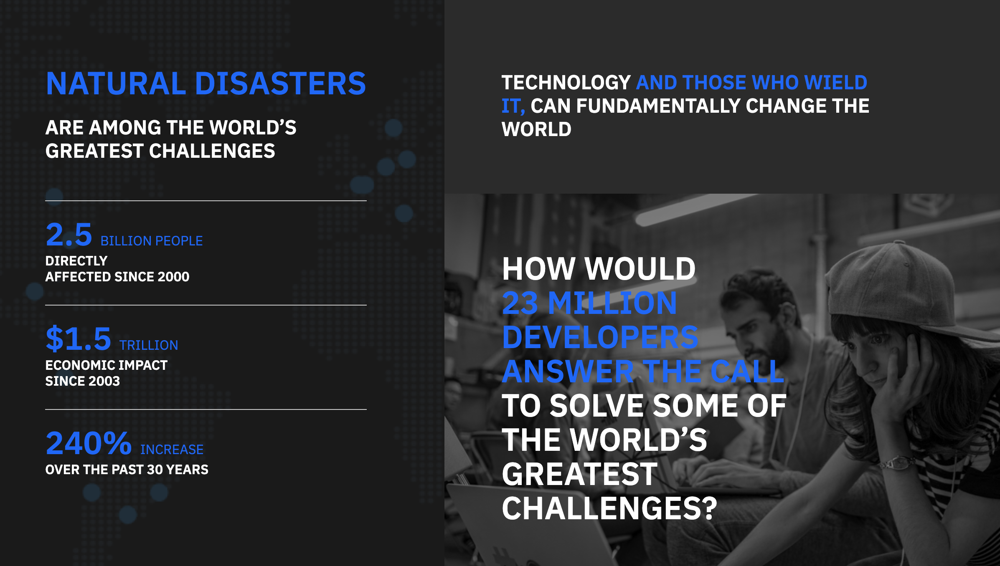 NATURAL DISASTERS
ARE AMONG THE WORLD’S
GREATEST CHALLENGES
2.5 BILLION PEOPLE
DIRECTLY
AFFECTED SINCE 2000
$1.5 TRILLION
ECONOMIC IMPACT
SINCE 2003
240% INCREASE
OVER THE PAST 30 YEARS
TECHNOLOGY AND THOSE WHO WIELD
IT, CAN FUNDAMENTALLY CHANGE THE
WORLD
HOW WOULD
23 MILLION
DEVELOPERS
ANSWER THE CALL
TO SOLVE SOME OF
THE WORLD’S
GREATEST
CHALLENGES?